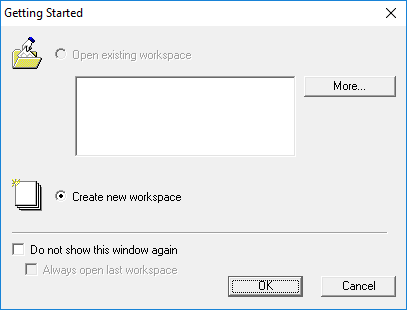 Getting Started
Open existing workspace
More...
Create new workspace
Do not show this window again
Always open last workspace
OK
Cancel